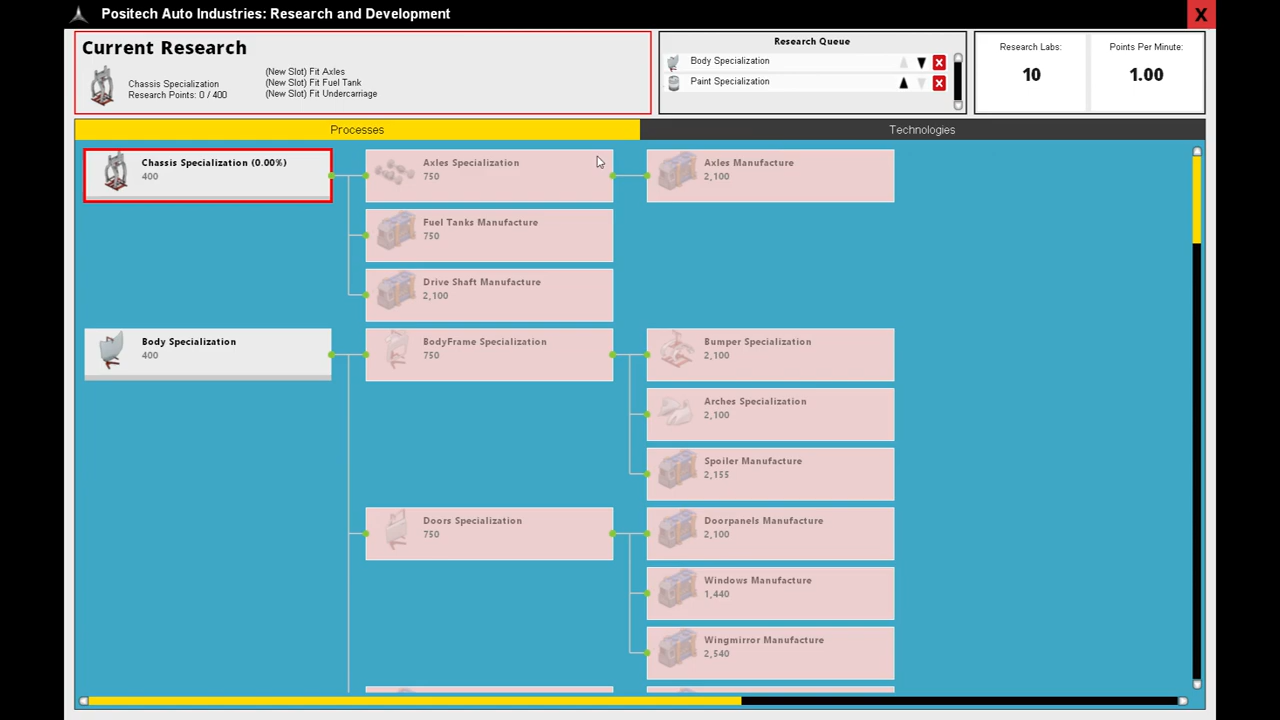 Positech Auto Industries: Research and Development
X
Current Research
Chassis Specialization
Research Points: 0 / 400
(New Slot) Fit Axles
(New Slot) Fit Fuel Tank
(New Slot) Fit Undercarriage
Research Queue
Body Specialization
Paint Specialization
Research Labs:
10
Points Per Minute:
1.00
Processes
Technologies
Chassis Specialization (0.00%)
400
Axles Specialization
750
Axles Manufacture
2,100
Fuel Tanks Manufacture
750
Drive Shaft Manufacture
2,100
Body Specialization
400
BodyFrame Specialization
750
Bumper Specialization
2,100
Arches Specialization
2,100
Spoiler Manufacture
2,155
Doors Specialization
750
Doorpanels Manufacture
2,100
Windows Manufacture
1,440
Wingmirror Manufacture
2,540